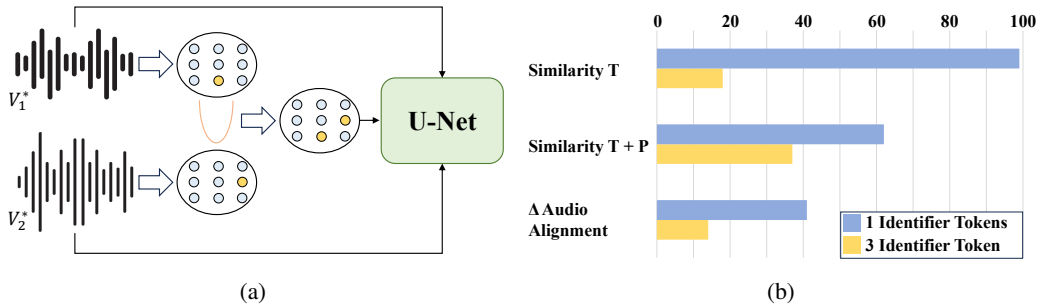 V₁*
V₂*
U-Net
(a)
0 20 40 60 80 100
Similarity T
Similarity T + P
Δ Audio
Alignment
1 Identifier Tokens
3 Identifier Token
(b)